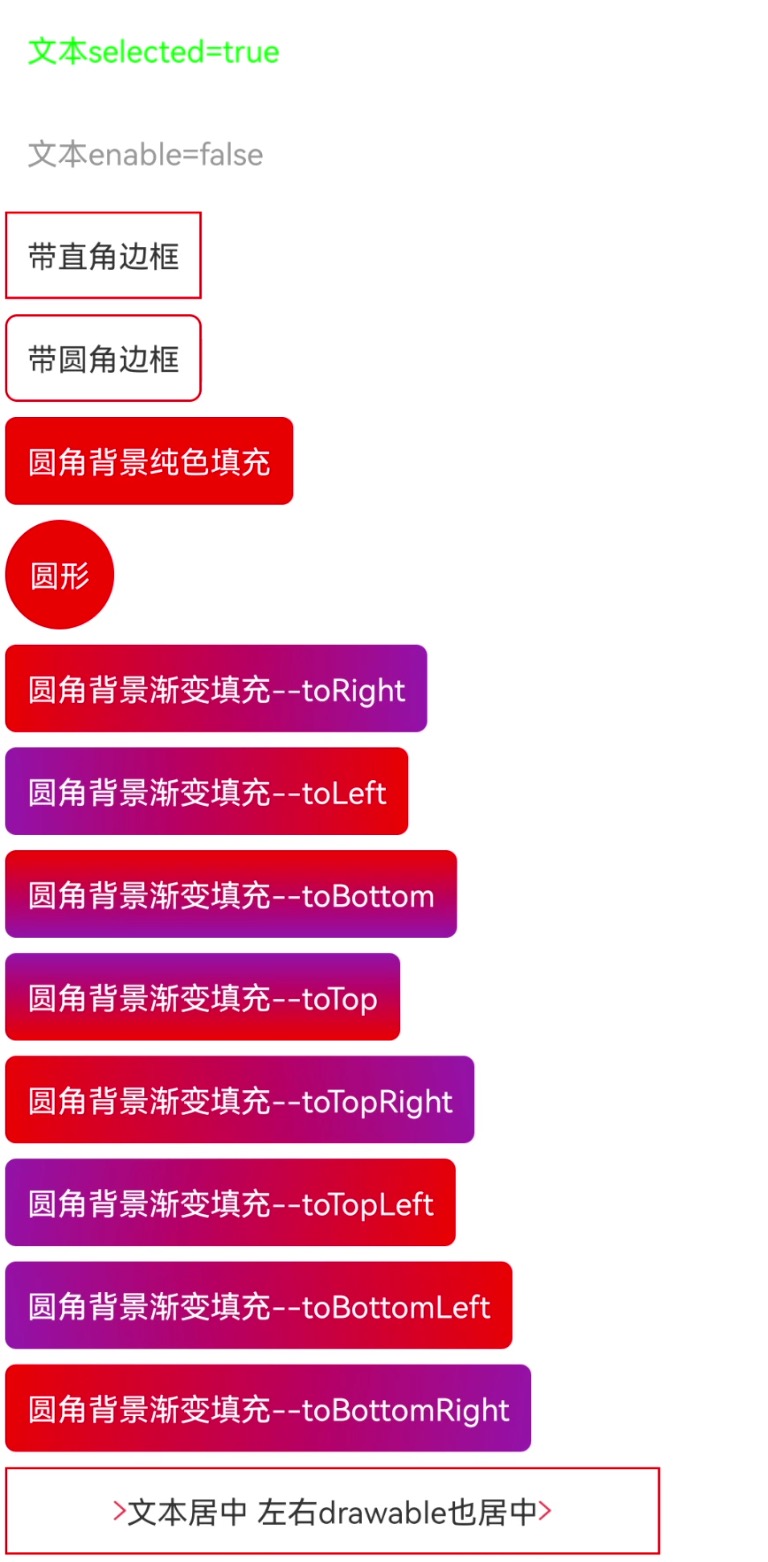 文本selected=true
文本enable=false
带直角边框
带圆角边框
圆角背景纯色填充
圆形
圆角背景渐变填充--toRight
圆角背景渐变填充--toLeft
圆角背景渐变填充--toBottom
圆角背景渐变填充--toTop
圆角背景渐变填充--toTopRight
圆角背景渐变填充--toTopLeft
圆角背景渐变填充--toBottomLeft
圆角背景渐变填充--toBottomRight
文本居中 左右drawable也居中